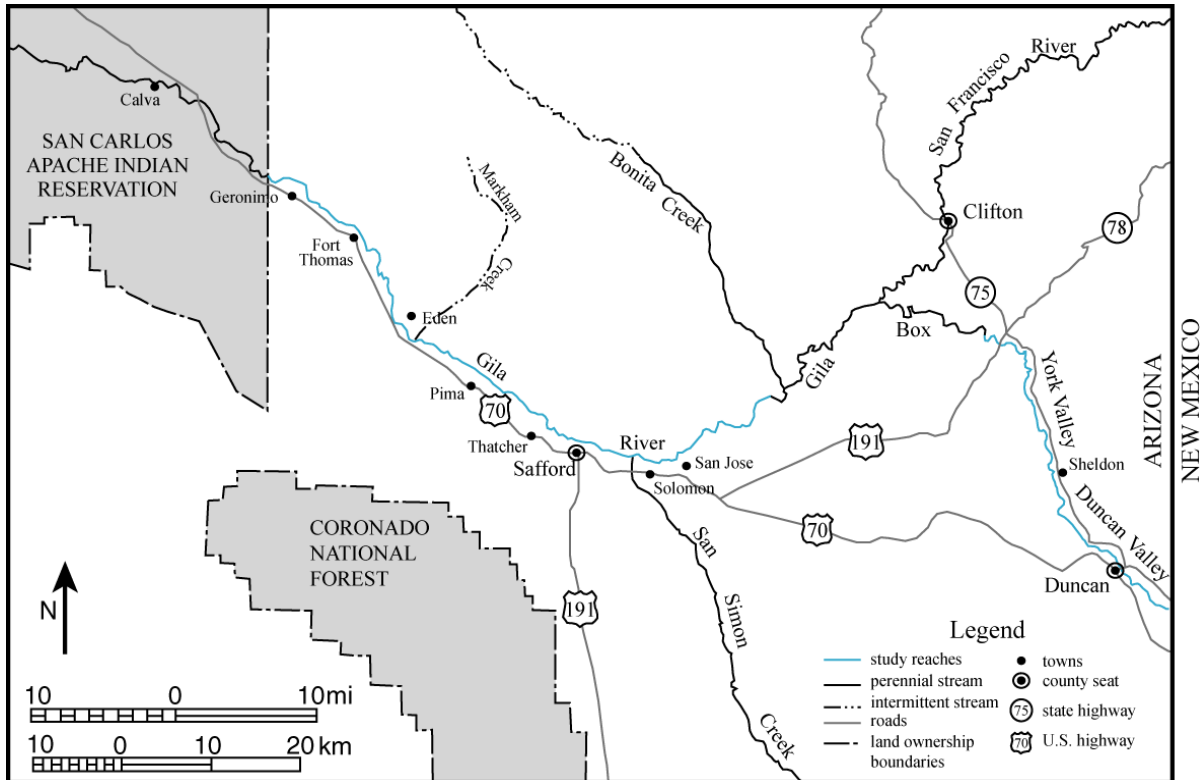 San Francisco River
Calva
SAN CARLOS
APACHE INDIAN
RESERVATION
Geronimo
Fort
Thomas
Markham
Creek
Bonita
Creek
Clifton
78
75
Eden
Box
Gila
Gila
River
York Valley
ARIZONA
NEW MEXICO
Pima
70
Thatcher
Safford
191
San Jose
Solomon
Sheldon
70
Duncan Valley
Duncan
CORONADO
NATIONAL
FOREST
San
Simon
Creek
191
N
10 0 10 mi
10 0 10 20 km
Legend
study reaches
perennial stream
intermittent stream
roads
land ownership
boundaries
towns
county seat
75 state highway
70 U.S. highway